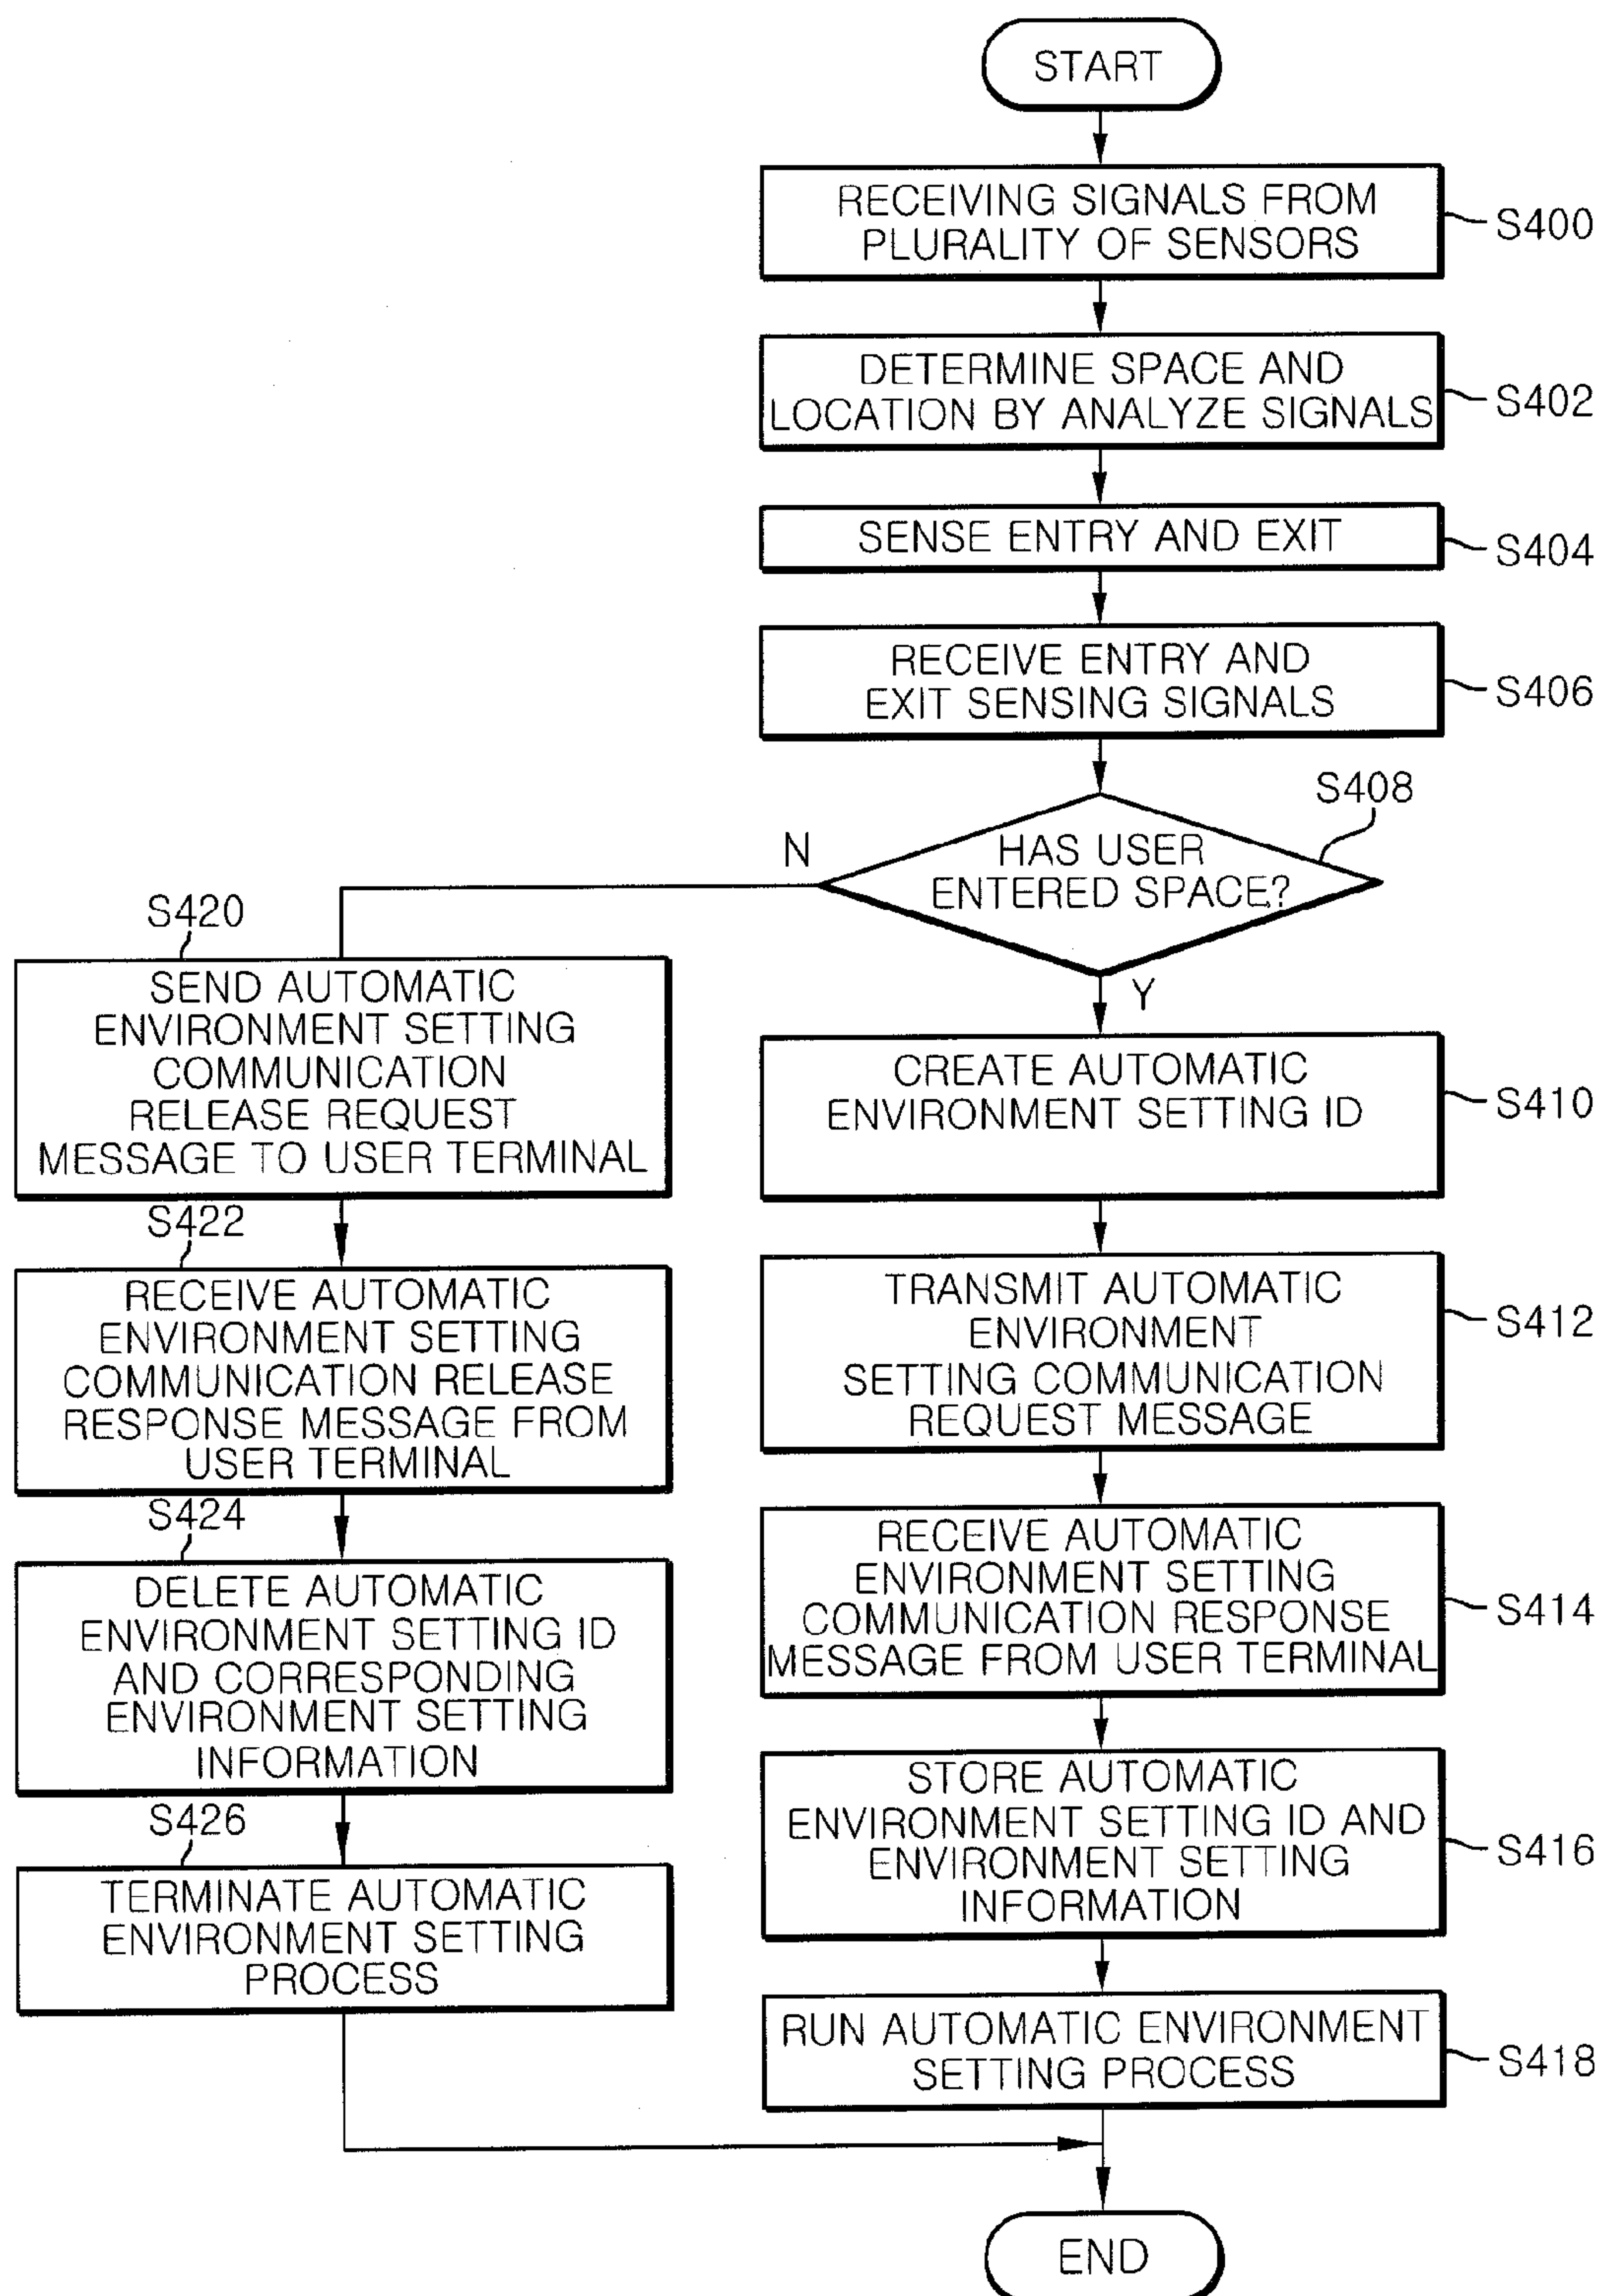 START
RECEIVING SIGNALS FROM
PLURALITY OF SENSORS
S400
DETERMINE SPACE AND
LOCATION BY ANALYZE SIGNALS
S402
SENSE ENTRY AND EXIT
S404
RECEIVE ENTRY AND
EXIT SENSING SIGNALS
S406
S408
HAS USER
ENTERED SPACE?
N
Y
S420
SEND AUTOMATIC
ENVIRONMENT SETTING
COMMUNICATION
RELEASE REQUEST
MESSAGE TO USER TERMINAL
S422
RECEIVE AUTOMATIC
ENVIRONMENT SETTING
COMMUNICATION RELEASE
RESPONSE MESSAGE FROM
USER TERMINAL
S424
DELETE AUTOMATIC
ENVIRONMENT SETTING ID
AND CORRESPONDING
ENVIRONMENT SETTING
INFORMATION
S426
TERMINATE AUTOMATIC
ENVIRONMENT SETTING
PROCESS
CREATE AUTOMATIC
ENVIRONMENT SETTING ID
S410
TRANSMIT AUTOMATIC
ENVIRONMENT
SETTING COMMUNICATION
REQUEST MESSAGE
S412
RECEIVE AUTOMATIC
ENVIRONMENT SETTING
COMMUNICATION RESPONSE
MESSAGE FROM USER TERMINAL
S414
STORE AUTOMATIC
ENVIRONMENT SETTING ID AND
ENVIRONMENT SETTING
INFORMATION
S416
RUN AUTOMATIC ENVIRONMENT
SETTING PROCESS
S418
END